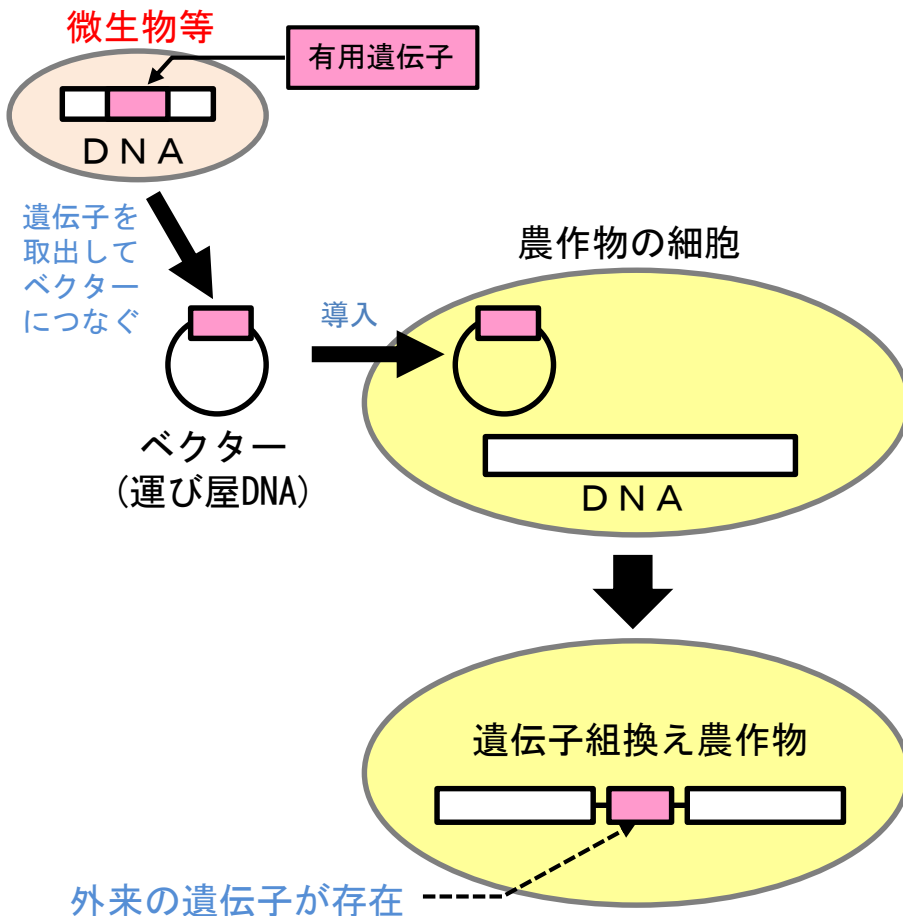 微生物等
有用遺伝子
ＤＮＡ
遺伝子を
取出して
ベクター
につなぐ
導入
ベクター
(運び屋DNA)
農作物の細胞
ＤＮＡ
遺伝子組換え農作物
外来の遺伝子が存在